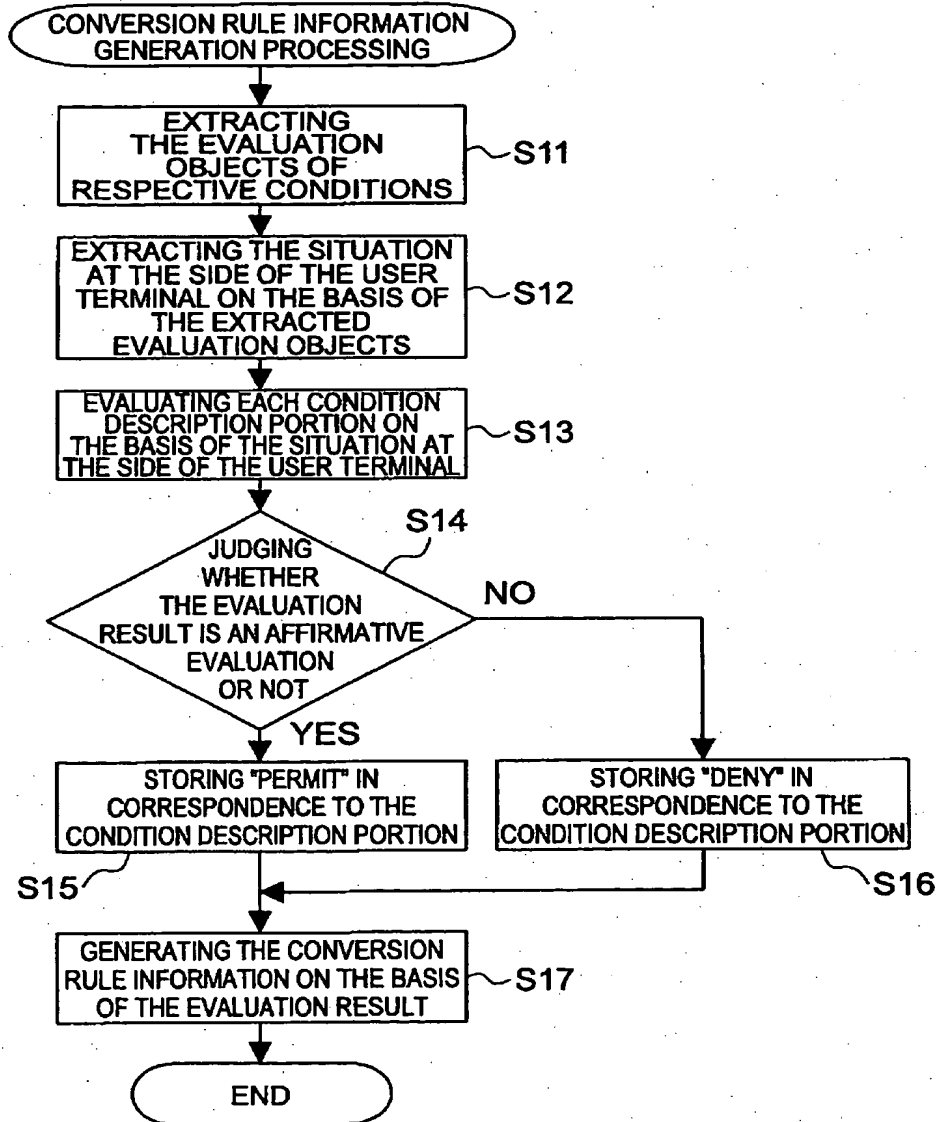 CONVERSION RULE INFORMATION
GENERATION PROCESSING
EXTRACTING
THE EVALUATION
OBJECTS OF
RESPECTIVE CONDITIONS
S11
EXTRACTING THE SITUATION
AT THE SIDE OF THE USER
TERMINAL ON THE BASIS OF
THE EXTRACTED
EVALUATION OBJECTS
S12
EVALUATING EACH CONDITION
DESCRIPTION PORTION ON
THE BASIS OF THE SITUATION AT
THE SIDE OF THE USER TERMINAL
S13
S14
JUDGING
WHETHER
THE EVALUATION
RESULT IS AN AFFIRMATIVE
EVALUATION
OR NOT
NO
YES
STORING "PERMIT" IN
CORRESPONDENCE TO THE
CONDITION DESCRIPTION PORTION
S15
STORING "DENY" IN
CORRESPONDENCE TO THE
CONDITION DESCRIPTION PORTION
S16
GENERATING THE CONVERSION
RULE INFORMATION ON THE BASIS
OF THE EVALUATION RESULT
S17
END